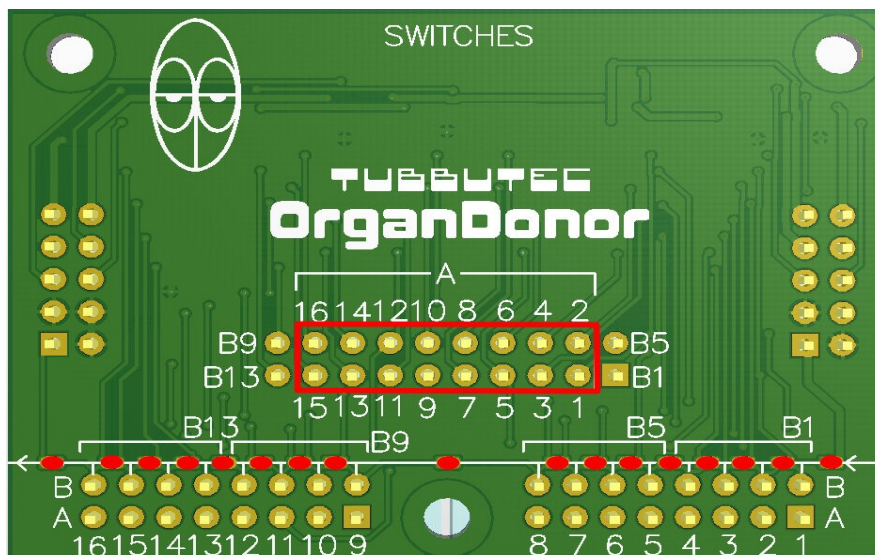 SWITCHES
TUBBUTEC
OrganDonor
A
16 14 12 10 8 6 4 2
B9 B5
B13 B1
15 13 11 9 7 5 3 1
B13 B9 B5 B1
B B
A A
16 15 14 13 12 11 10 9 8 7 6 5 4 3 2 1